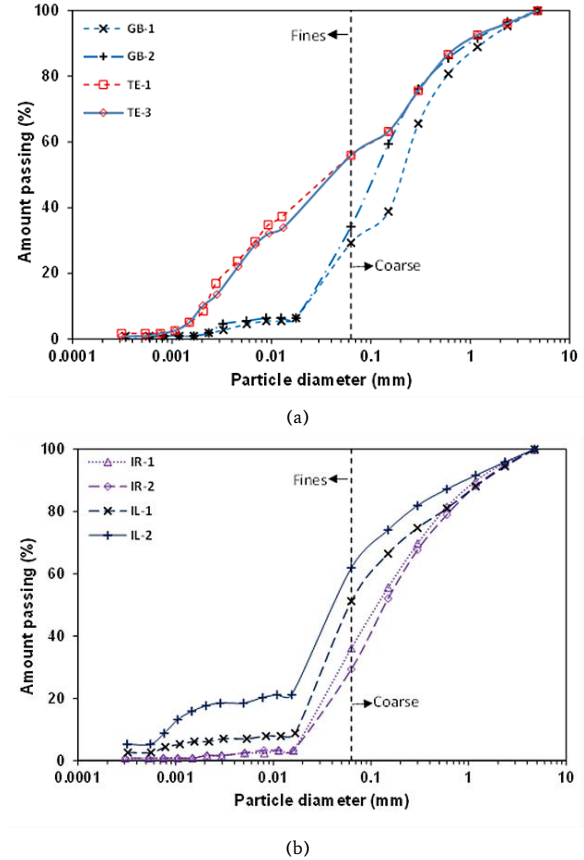 100
80
60
40
20
0
Amount passing (%)
GB-1
GB-2
TE-1
TE-3
Fines
Coarse
0.0001 0.001 0.01 0.1 1 10
Particle diameter (mm)
(a)
100
80
60
40
20
0
Amount passing (%)
IR-1
IR-2
IL-1
IL-2
Fines
Coarse
0.0001 0.001 0.01 0.1 1 10
Particle diameter (mm)
(b)